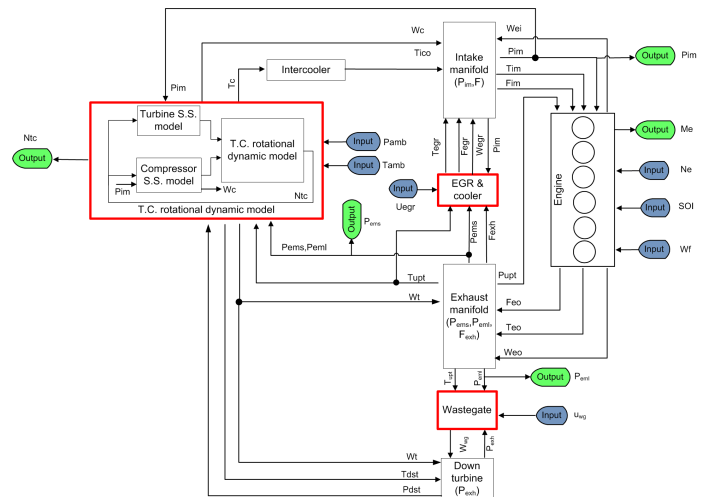 Wc
Wei
Tico
Pim
Output
Pim
Intake
manifold
(Pim,F)
Intercooler
Tc
Pim
Tim
Fim
Turbine S.S.
model
T.C. rotational
dynamic model
Compressor
S.S. model
Pim
Wc
Ntc
T.C. rotational dynamic model
Ntc
Output
Input
Pamb
Input
Tamb
Tegr
Fegr
Wegr
Pim
Output
Me
Engine
Input
Ne
Input
SOI
Input
Wf
Input
Uegr
EGR &
cooler
Output
Pems
Pems
Fexh
Pems,Peml
Tupt
Pupt
Wt
Exhaust
manifold
(Pems,Peml,
Fexh)
Feo
Teo
Weo
Tupt
Peml
Output
Peml
Wastegate
Input
uwg
Wwg
Pexh
Wt
Tdst
Pdst
Down
turbine
(Pexh)